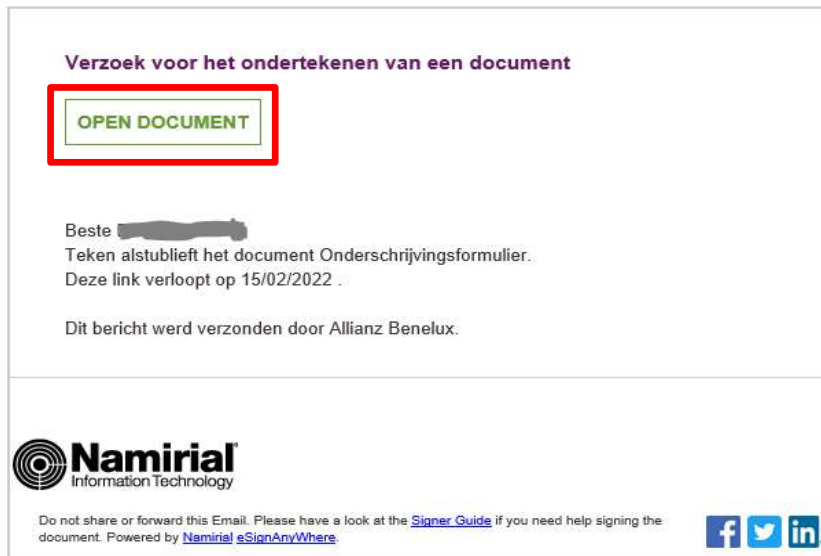 Verzoek voor het ondertekenen van een document
OPEN DOCUMENT
Beste
Teken alstublieft het document Onderschrijvingsformulier.
Deze link verloopt op 15/02/2022 .
Dit bericht werd verzonden door Allianz Benelux.
Namirial
Information Technology
Do not share or forward this Email. Please have a look at the Signer Guide if you need help signing the
document. Powered by Namirial eSignAnyWhere.
f in